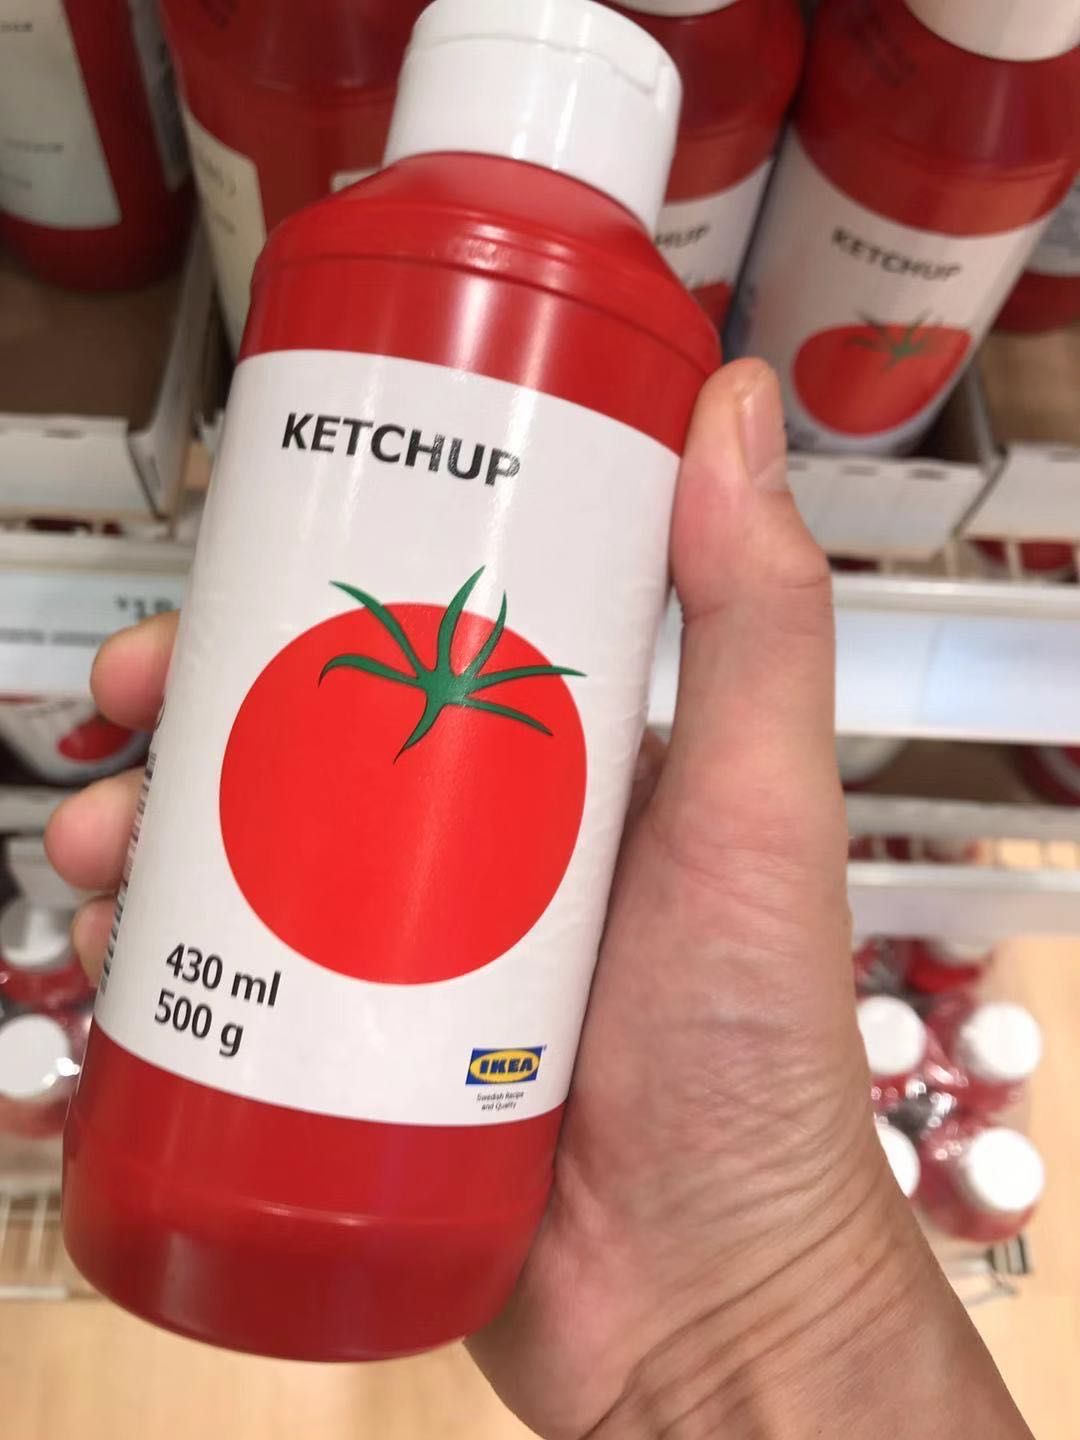 KETCHUP
430 ml
500 g
IKEA
Swedish Recipe
and Quality
KETCHUP